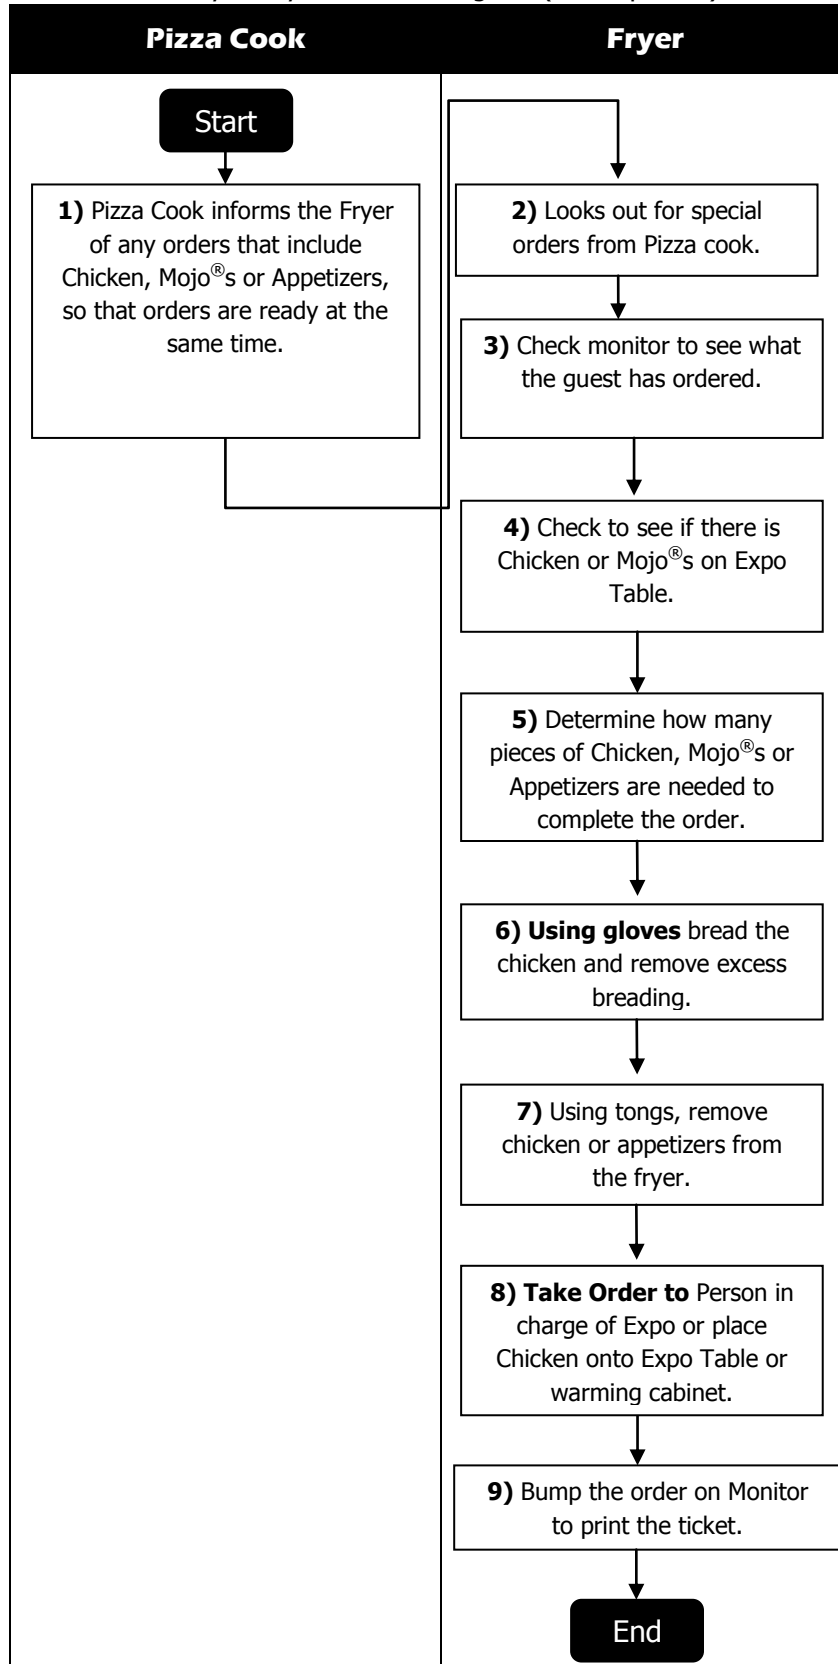 Pizza Cook
Fryer
Start
1) Pizza Cook informs the Fryer
of any orders that include
Chicken, Mojo®s or Appetizers,
so that orders are ready at the
same time.
2) Looks out for special
orders from Pizza cook.
3) Check monitor to see what
the guest has ordered.
4) Check to see if there is
Chicken or Mojo®s on Expo
Table.
5) Determine how many
pieces of Chicken, Mojo®s or
Appetizers are needed to
complete the order.
6) Using gloves bread the
chicken and remove excess
breading.
7) Using tongs, remove
chicken or appetizers from
the fryer.
8) Take Order to Person in
charge of Expo or place
Chicken onto Expo Table or
warming cabinet.
9) Bump the order on Monitor
to print the ticket.
End